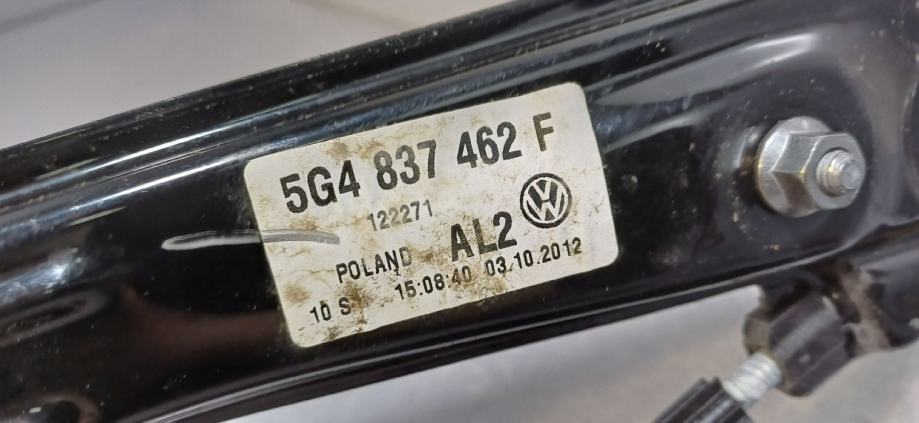 5G4 837 462 F
122271
POLAND AL2
10 S 15:08:40 03.10.2012